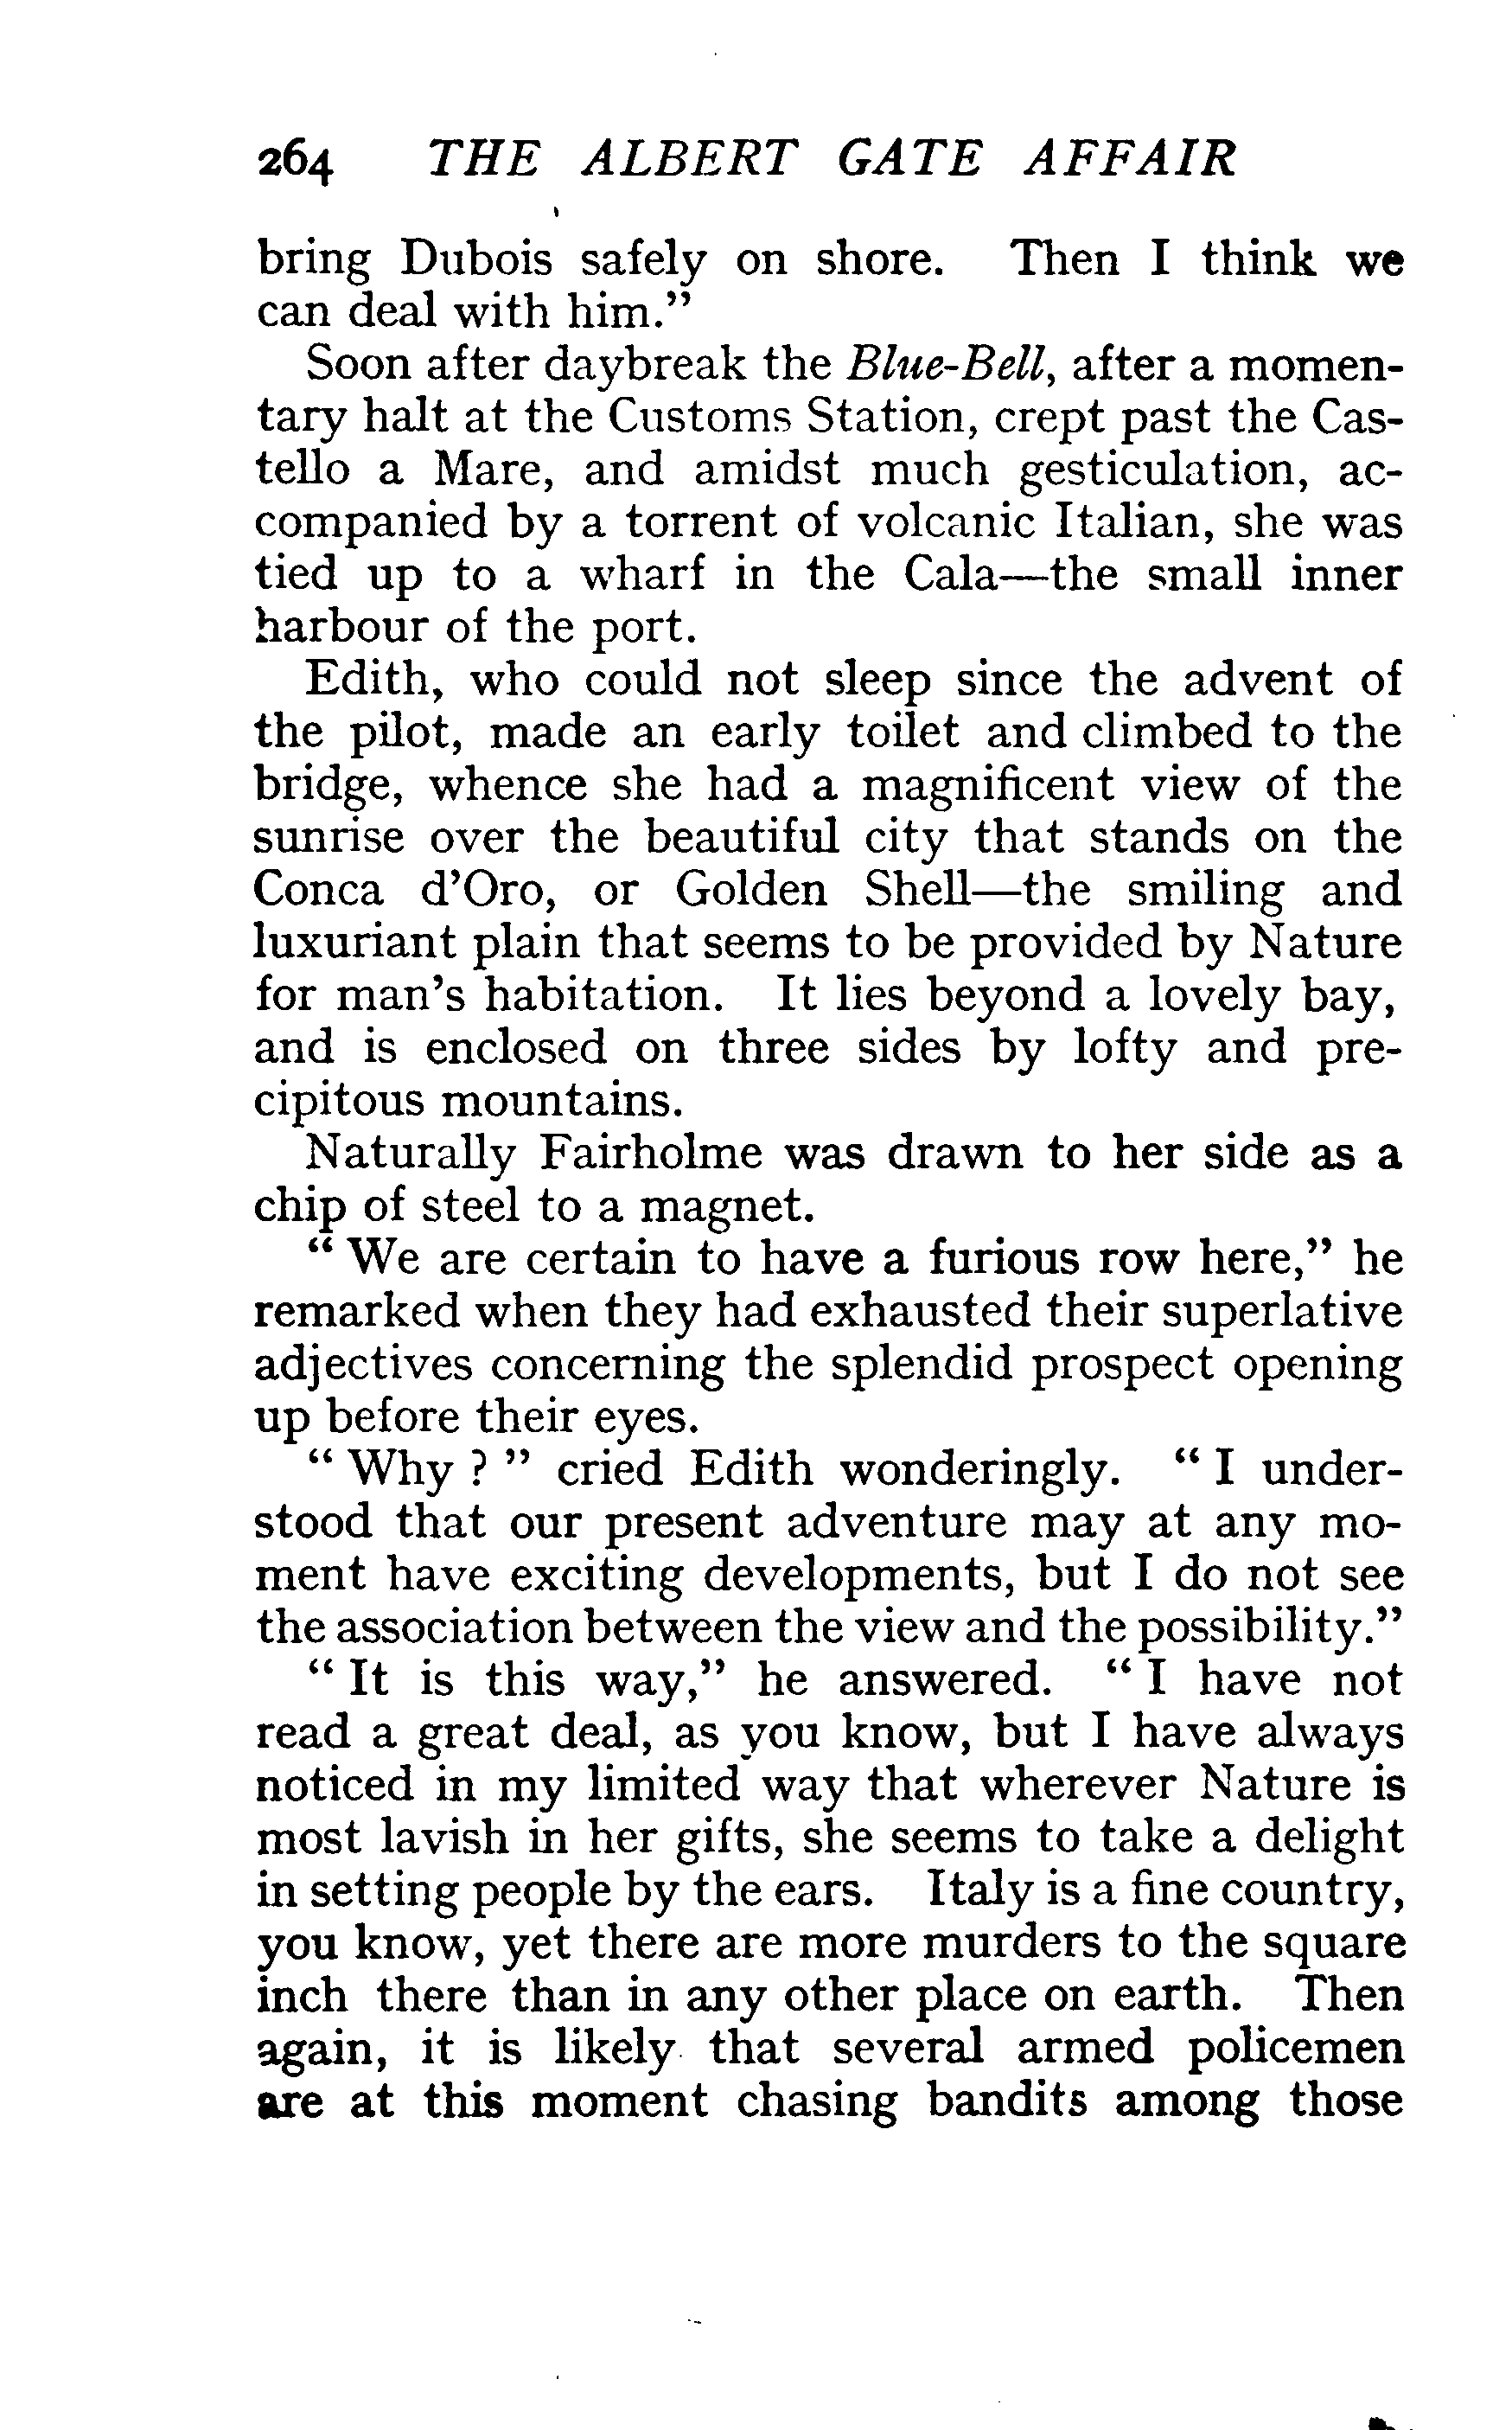 264 THE ALBERT GATE AFFAIR
bring Dubois safely on shore. Then I think we
can deal with him."
Soon after daybreak the Blue-Bell, after a momen-
tary halt at the Customs Station, crept past the Cas-
tello a Mare, and amidst much gesticulation, ac-
companied by a torrent of volcanic Italian, she was
tied up to a wharf in the Cala—the small inner
harbour of the port.
Edith, who could not sleep since the advent of
the pilot, made an early toilet and climbed to the
bridge, whence she had a magnificent view of the
sunrise over the beautiful city that stands on the
Conca d'Oro, or Golden Shell—the smiling and
luxuriant plain that seems to be provided by Nature
for man's habitation. It lies beyond a lovely bay,
and is enclosed on three sides by lofty and pre-
cipitous mountains.
Naturally Fairholme was drawn to her side as a
chip of steel to a magnet.
"We are certain to have a furious row here," he
remarked when they had exhausted their superlative
adjectives concerning the splendid prospect opening
up before their eyes.
"Why ?" cried Edith wonderingly. "I under-
stood that our present adventure may at any mo-
ment have exciting developments, but I do not see
the association between the view and the possibility."
"It is this way," he answered. "I have not
read a great deal, as you know, but I have always
noticed in my limited way that wherever Nature is
most lavish in her gifts, she seems to take a delight
in setting people by the ears. Italy is a fine country,
you know, yet there are more murders to the square
inch there than in any other place on earth. Then
again, it is likely that several armed policemen
are at this moment chasing bandits among those